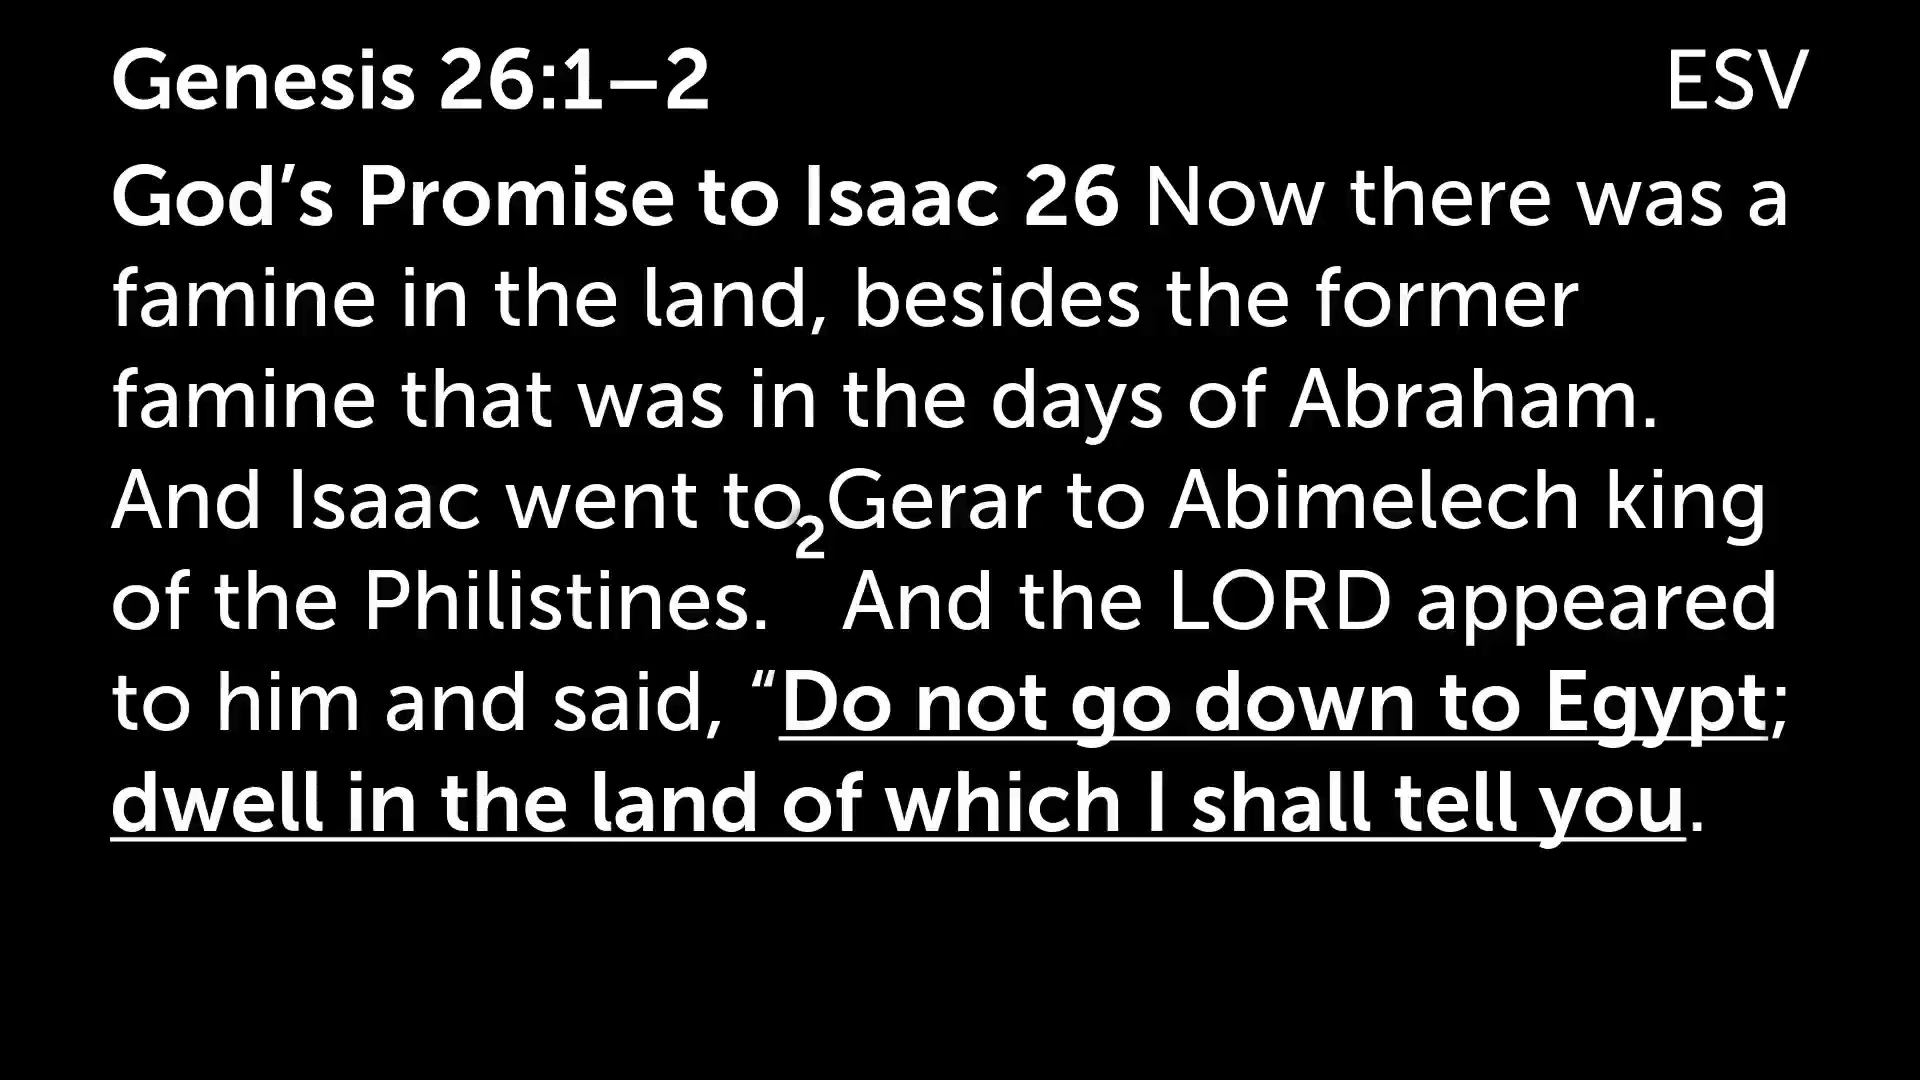 Genesis 26:1–2 ESV
God’s Promise to Isaac 26 Now there was a
famine in the land, besides the former
famine that was in the days of Abraham.
And Isaac went to Gerar to Abimelech king
of the Philistines. 2 And the LORD appeared
to him and said, “Do not go down to Egypt;
dwell in the land of which I shall tell you.